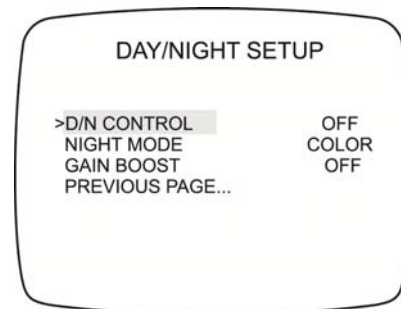 DAY/NIGHT SETUP
>D/N CONTROL OFF
NIGHT MODE COLOR
GAIN BOOST OFF
PREVIOUS PAGE...